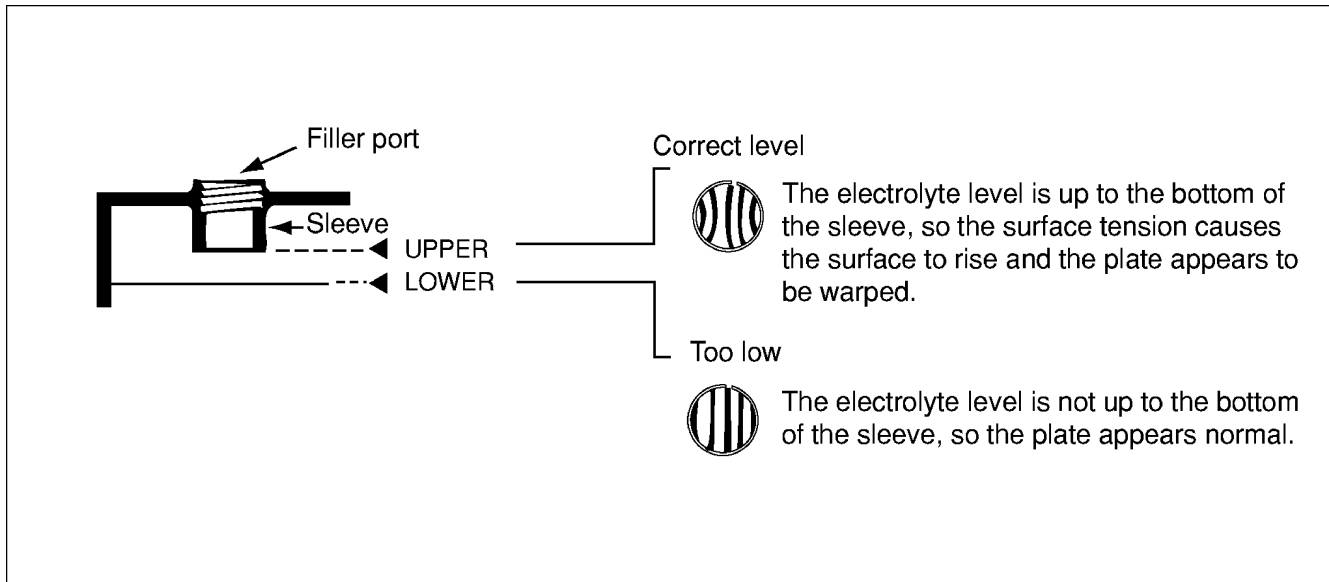 Filler port
Sleeve
UPPER
LOWER
Correct level
The electrolyte level is up to the bottom of
the sleeve, so the surface tension causes
the surface to rise and the plate appears to
be warped.
Too low
The electrolyte level is not up to the bottom
of the sleeve, so the plate appears normal.